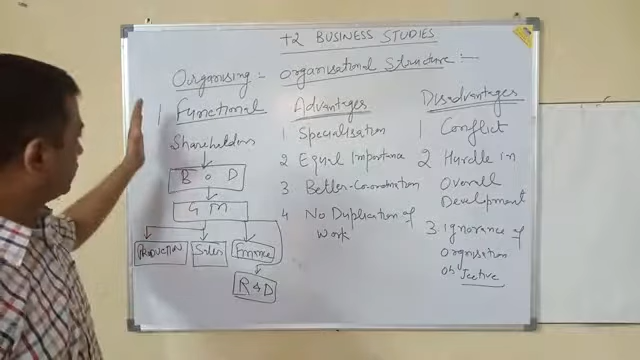 +2 BUSINESS STUDIES
Organising :- Organisational Structure :-
1 Functional
Shareholders
B o D
G M
PRODUCTION
Sales
Finance
R & D
Advantages
1 Specialisation
2 Equal Importance
3 Better-Coordination
4 No Duplication of
Work
Disadvantages
1 Conflict
2 Hurdle in
Overall
Development
3. Ignorance of
Organisation
Objective